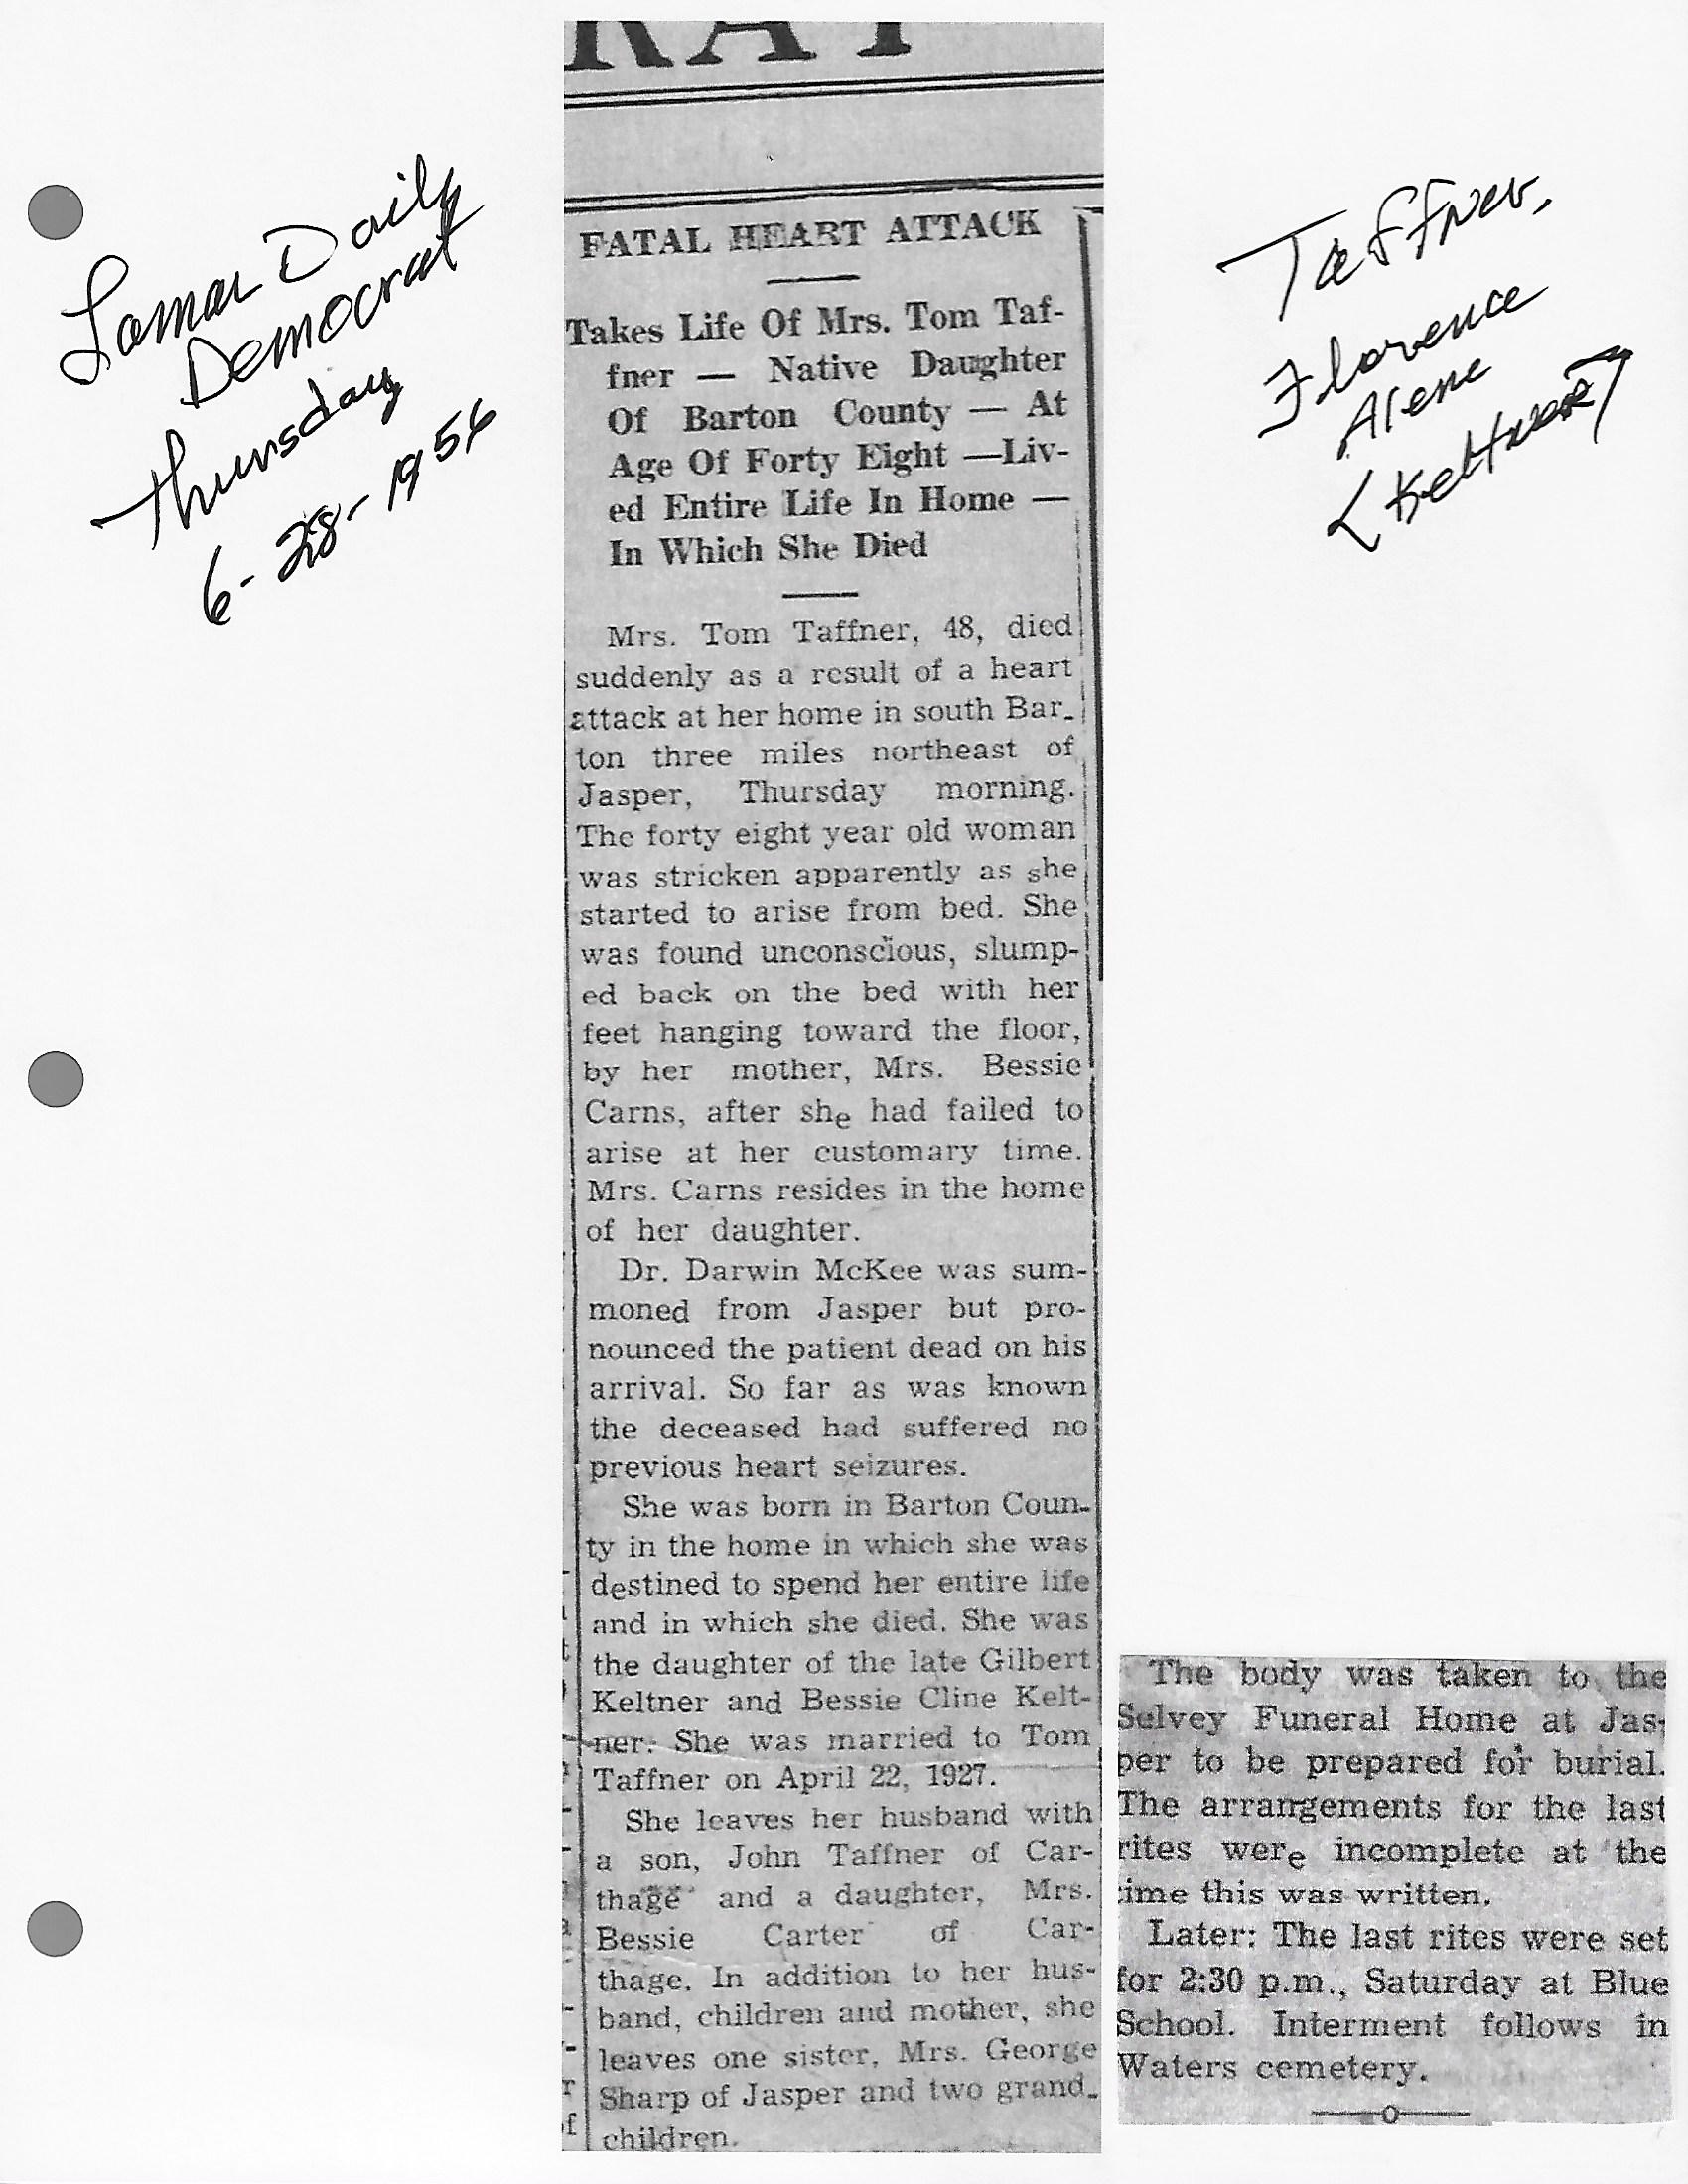 Lamar Daily
Democrat
Thursday
6-28-1956
Taffner,
Florence
Alene
(Keltner)
RAT
FATAL HEART ATTACK
Takes Life Of Mrs. Tom Taf-
fner — Native Daughter
Of Barton County — At
Age Of Forty Eight —Liv-
ed Entire Life In Home —
In Which She Died
Mrs. Tom Taffner, 48, died
suddenly as a result of a heart
attack at her home in south Bar-
ton three miles northeast of
Jasper, Thursday morning.
The forty eight year old woman
was stricken apparently as she
started to arise from bed. She
was found unconscious, slump-
ed back on the bed with her
feet hanging toward the floor,
by her mother, Mrs. Bessie
Carns, after she had failed to
arise at her customary time.
Mrs. Carns resides in the home
of her daughter.
Dr. Darwin McKee was sum-
moned from Jasper but pro-
nounced the patient dead on his
arrival. So far as was known
the deceased had suffered no
previous heart seizures.
She was born in Barton Coun-
ty in the home in which she was
destined to spend her entire life
and in which she died. She was
the daughter of the late Gilbert
Keltner and Bessie Cline Kelt-
ner. She was married to Tom
Taffner on April 22, 1927.
She leaves her husband with
a son, John Taffner of Car-
thage and a daughter, Mrs.
Bessie Carter of Car-
thage. In addition to her hus-
band, children and mother, she
leaves one sister, Mrs. George
Sharp of Jasper and two grand-
children.
The body was taken to the
Selvey Funeral Home at Jas-
per to be prepared for burial.
The arrangements for the last
rites were incomplete at the
time this was written.
Later: The last rites were set
for 2:30 p.m., Saturday at Blue
School. Interment follows in
Waters cemetery.